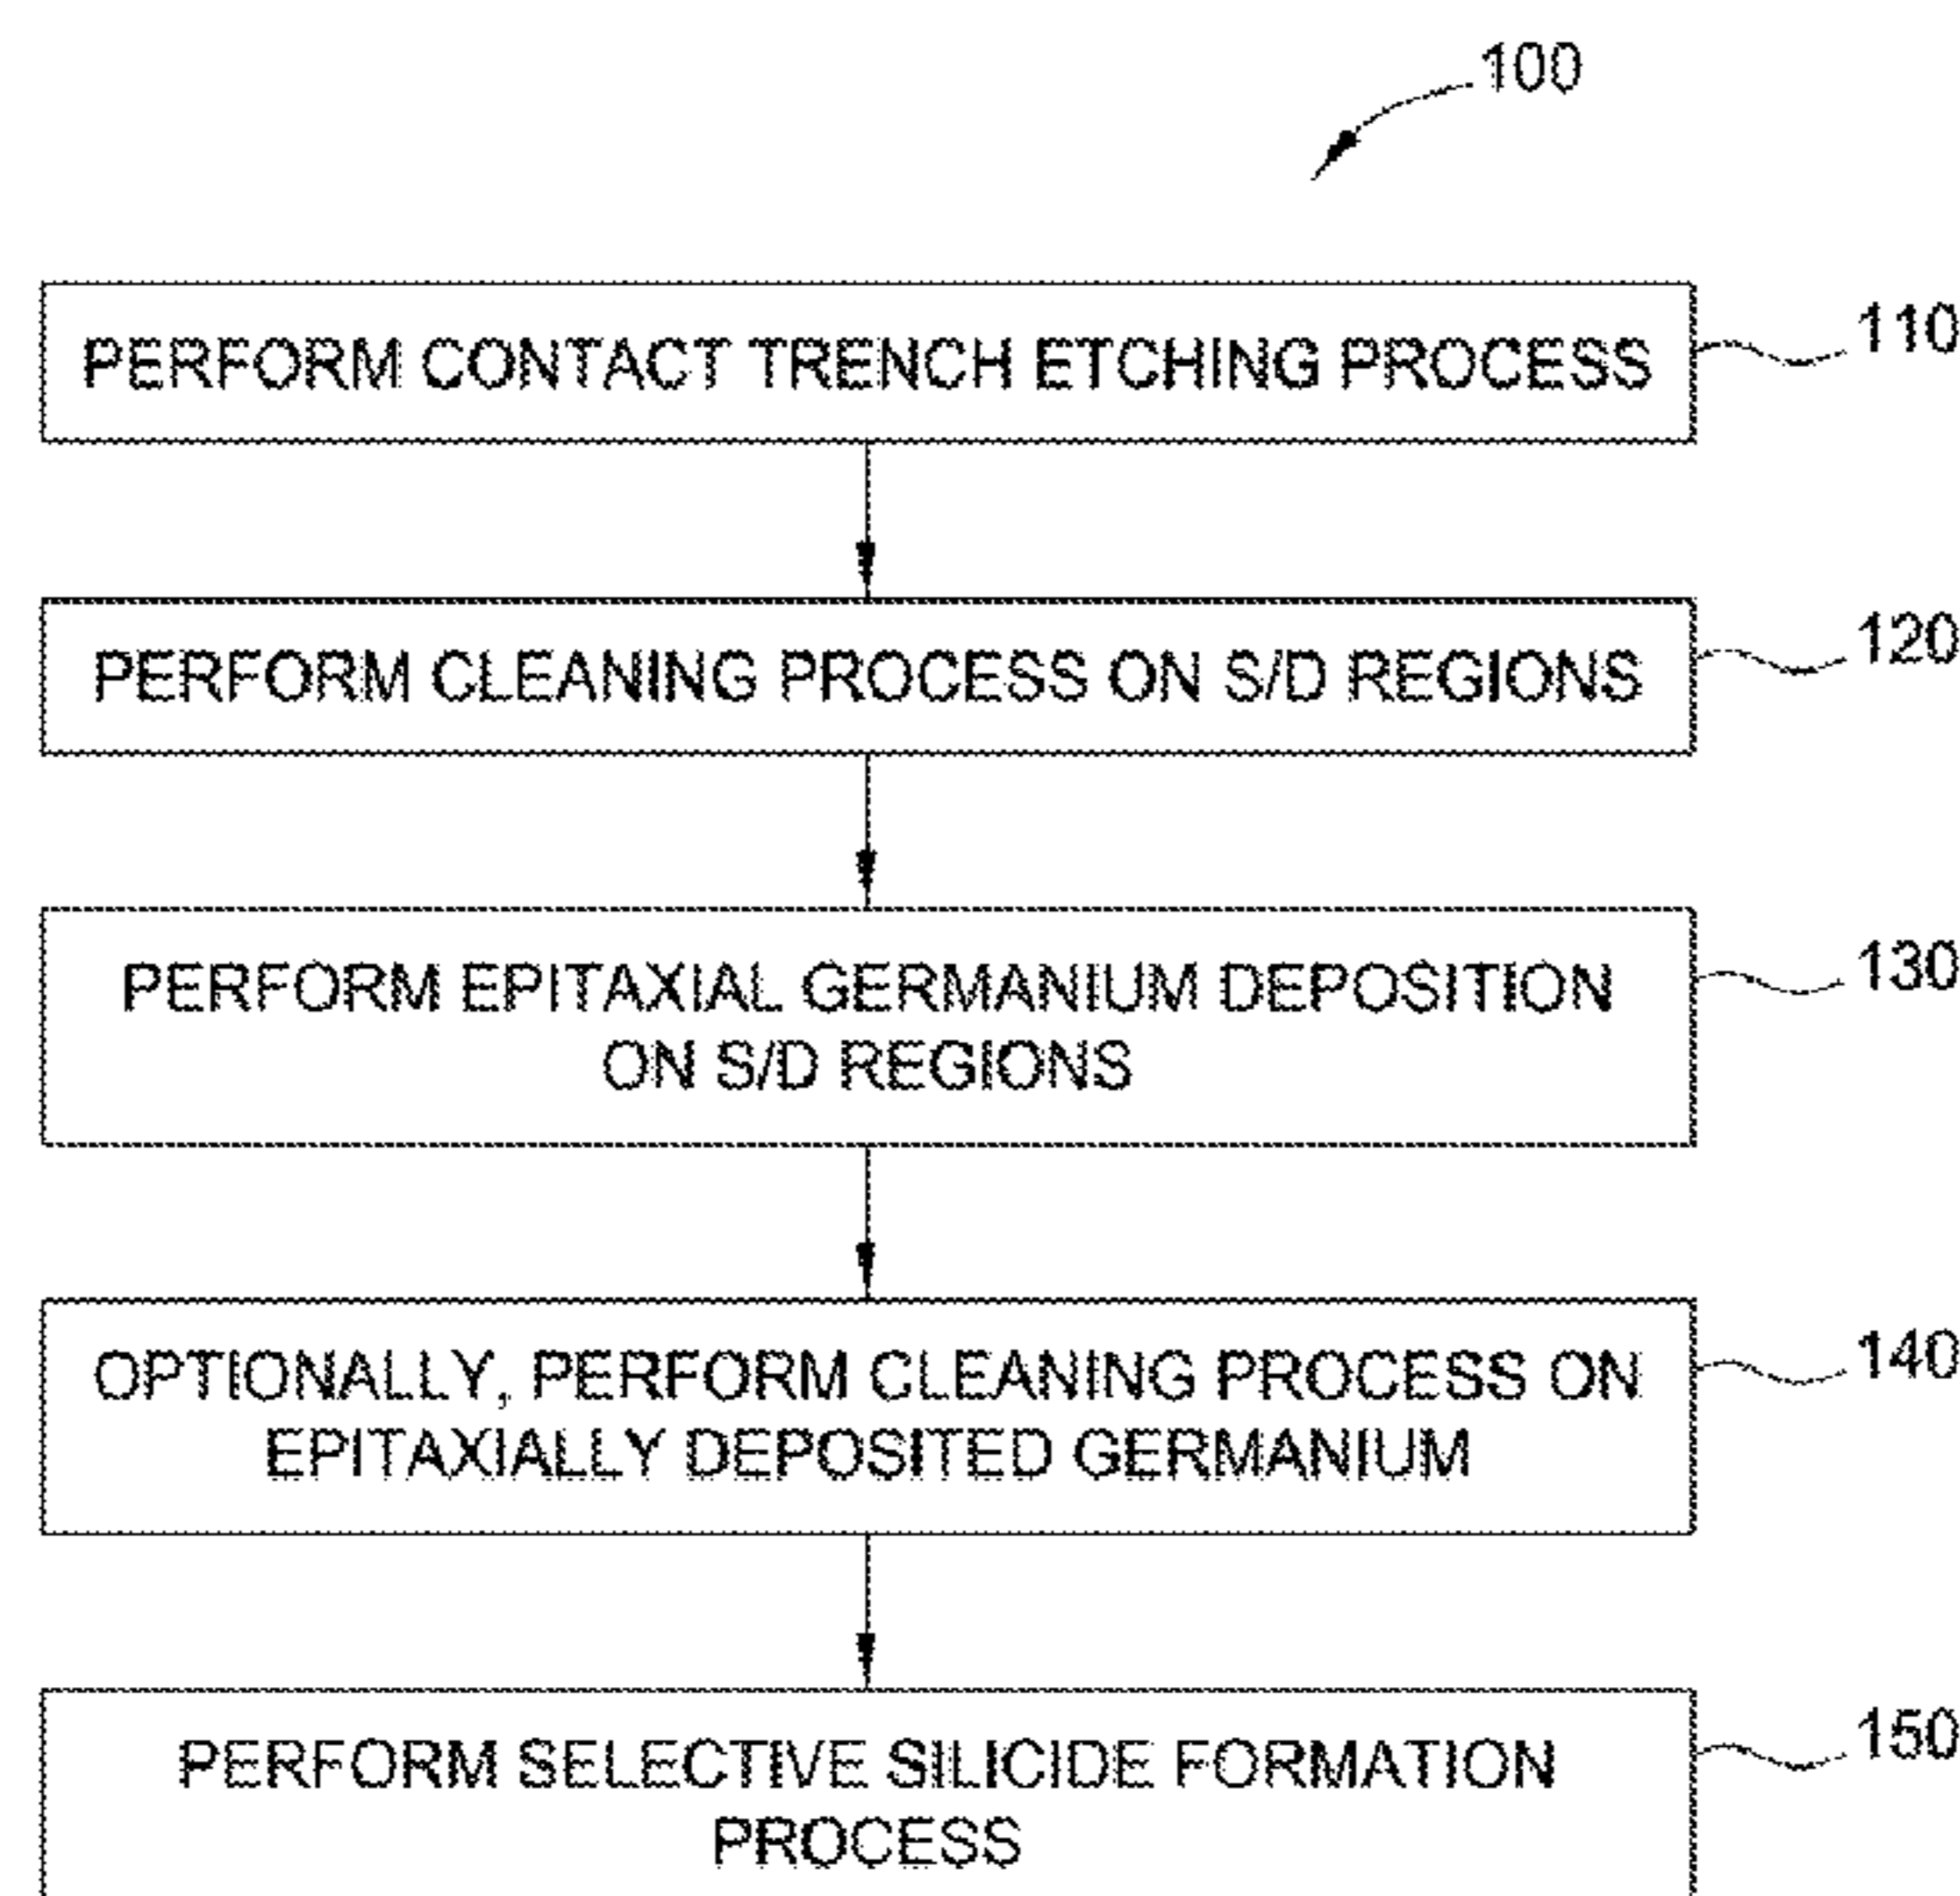 100
PERFORM CONTACT TRENCH ETCHING PROCESS
110
PERFORM CLEANING PROCESS ON S/D REGIONS
120
PERFORM EPITAXIAL GERMANIUM DEPOSITION
ON S/D REGIONS
130
OPTIONALLY, PERFORM CLEANING PROCESS ON
EPITAXIALLY DEPOSITED GERMANIUM
140
PERFORM SELECTIVE SILICIDE FORMATION
PROCESS
150